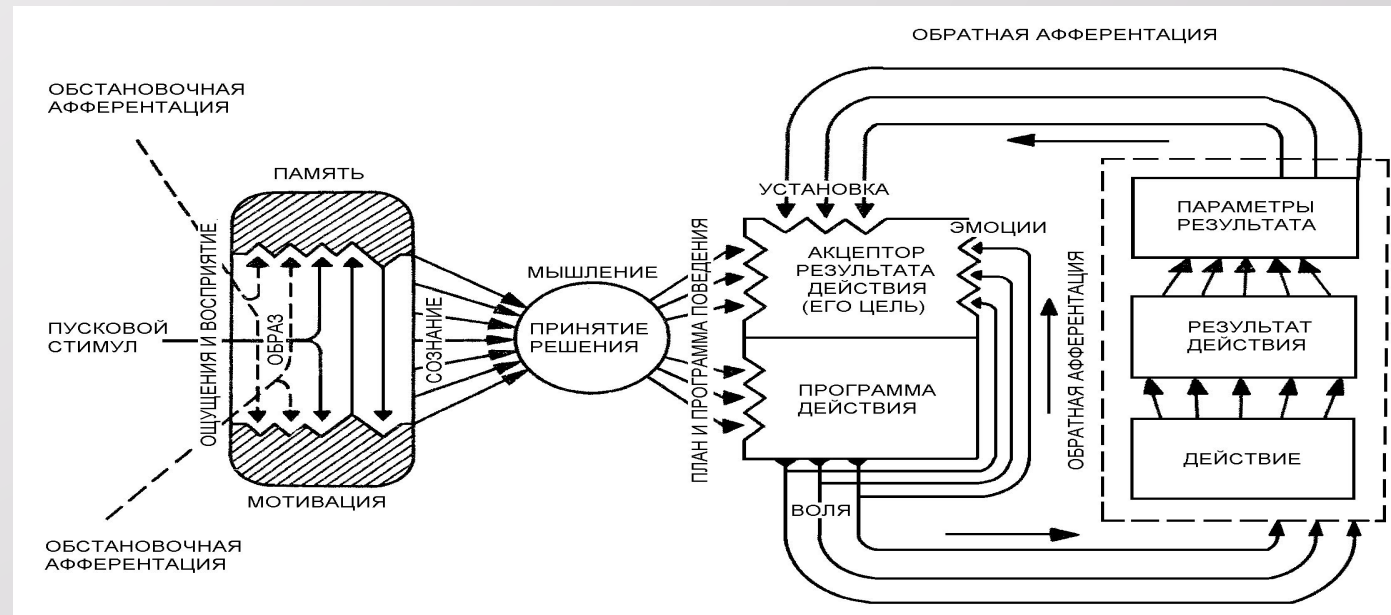 ОБРАТНАЯ АФФЕРЕНТАЦИЯ
ОБСТАНОВОЧНАЯ
АФФЕРЕНТАЦИЯ
ПАМЯТЬ
ОЩУЩЕНИЯ И ВОСПРИЯТИЕ
ПУСКОВОЙ
СТИМУЛ
ОБРАЗ
МОТИВАЦИЯ
ОБСТАНОВОЧНАЯ
АФФЕРЕНТАЦИЯ
СОЗНАНИЕ
МЫШЛЕНИЕ
ПРИНЯТИЕ
РЕШЕНИЯ
ПЛАН И ПРОГРАММА ПОВЕДЕНИЯ
УСТАНОВКА
ЭМОЦИИ
АКЦЕПТОР
РЕЗУЛЬТАТА
ДЕЙСТВИЯ
(ЕГО ЦЕЛЬ)
ПРОГРАММА
ДЕЙСТВИЯ
ВОЛЯ
ОБРАТНАЯ АФФЕРЕНТАЦИЯ
ПАРАМЕТРЫ
РЕЗУЛЬТАТА
РЕЗУЛЬТАТ
ДЕЙСТВИЯ
ДЕЙСТВИЕ